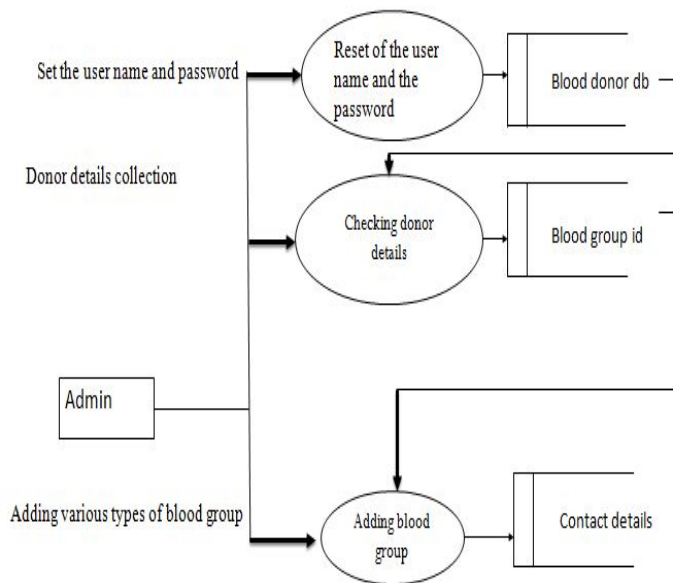 Set the user name and password
Reset of the user
name and the
password
Blood donor db
Donor details collection
Checking donor
details
Blood group id
Admin
Adding various types of blood group
Adding blood
group
Contact details